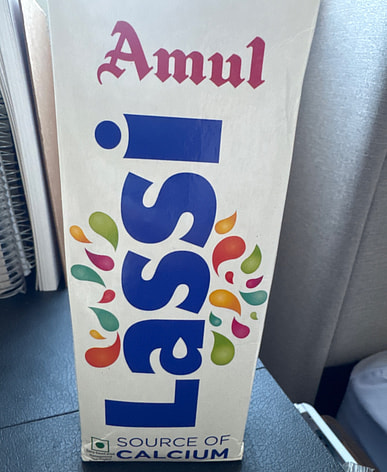 Amul
Lassi
SOURCE OF
CALCIUM